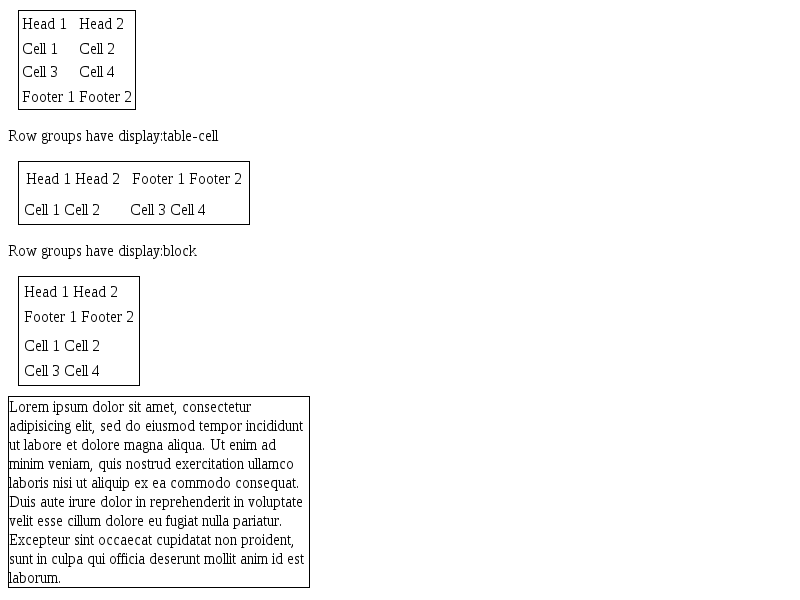 Head 1 Head 2
Cell 1 Cell 2
Cell 3 Cell 4
Footer 1 Footer 2
Row groups have display:table-cell
Head 1 Head 2 Footer 1 Footer 2
Cell 1 Cell 2 Cell 3 Cell 4
Row groups have display:block
Head 1 Head 2
Footer 1 Footer 2
Cell 1 Cell 2
Cell 3 Cell 4
Lorem ipsum dolor sit amet, consectetur
adipisicing elit, sed do eiusmod tempor incididunt
ut labore et dolore magna aliqua. Ut enim ad
minim veniam, quis nostrud exercitation ullamco
laboris nisi ut aliquip ex ea commodo consequat.
Duis aute irure dolor in reprehenderit in voluptate
velit esse cillum dolore eu fugiat nulla pariatur.
Excepteur sint occaecat cupidatat non proident,
sunt in culpa qui officia deserunt mollit anim id est
laborum.